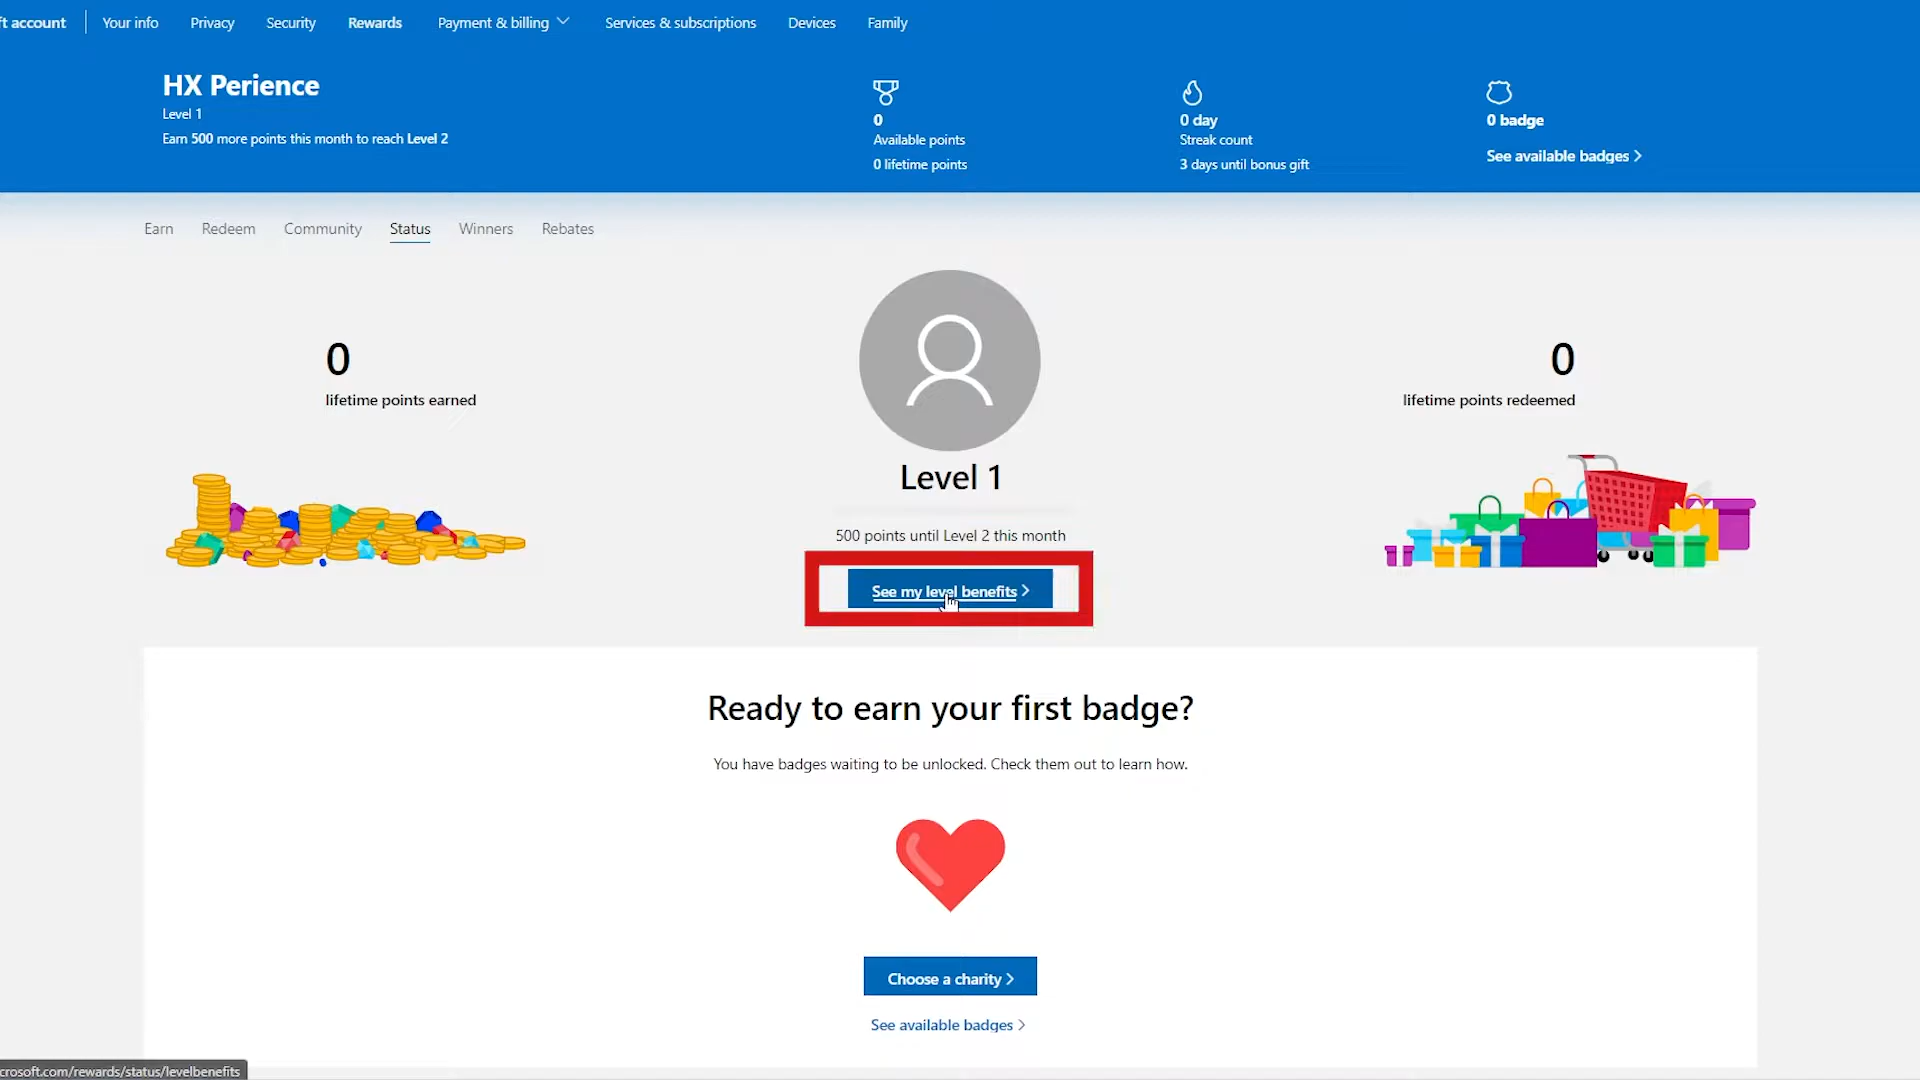 ft account Your info Privacy Security Rewards Payment & billing Services & subscriptions Devices Family
HX Perience
Level 1
Earn 500 more points this month to reach Level 2
0
Available points
0 lifetime points
0 day
Streak count
3 days until bonus gift
0 badge
See available badges
Earn Redeem Community Status Winners Rebates
0
lifetime points earned
0
lifetime points redeemed
Level 1
500 points until Level 2 this month
See my level benefits
Ready to earn your first badge?
You have badges waiting to be unlocked. Check them out to learn how.
Choose a charity
See available badges
crosoft.com/rewards/status/levelbenefits